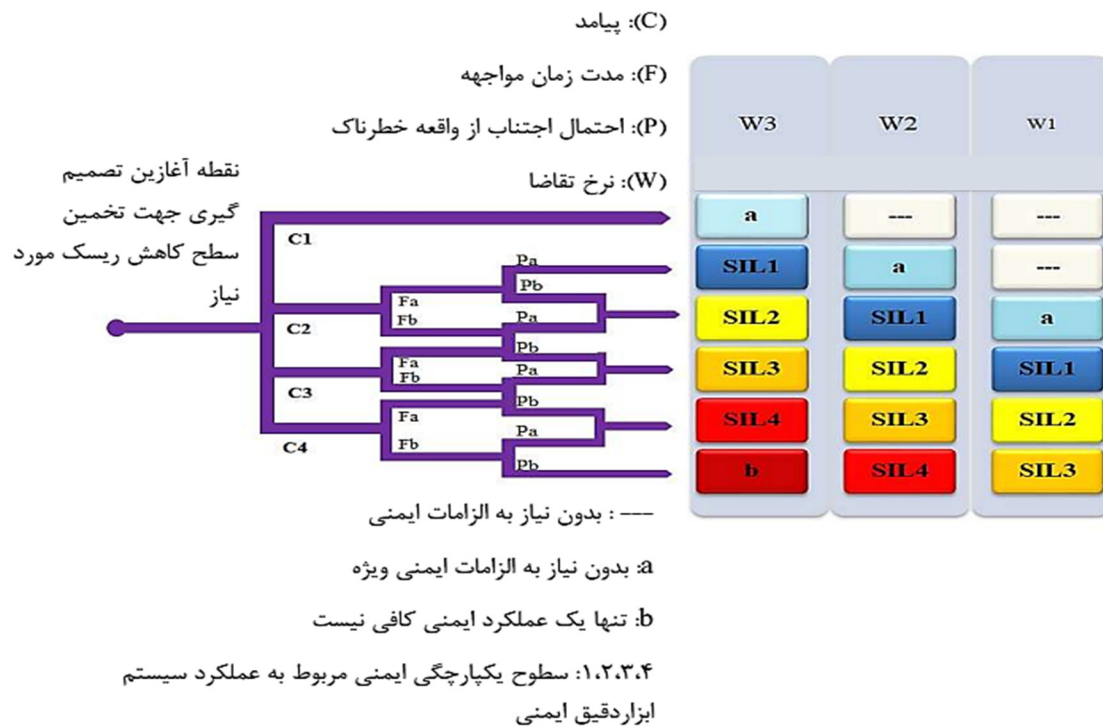 (C): پیامد
(F): مدت زمان مواجهه
(P): احتمال اجتناب از واقعه خطرناک
(W): نرخ تقاضا
نقطه آغازین تصمیم
گیری جهت تخمین
سطح کاهش ریسک مورد
نیاز
C1
C2
C3
C4
Fa
Fb
Fa
Fb
Fa
Fb
Pa
Pb
Pa
Pb
Pa
Pb
Pa
Pb
W3 W2 W1
a --- ---
SIL1 a ---
SIL2 SIL1 a
SIL3 SIL2 SIL1
SIL4 SIL3 SIL2
b SIL4 SIL3
--- : بدون نیاز به الزامات ایمنی
a: بدون نیاز به الزامات ایمنی ویژه
b: تنها یک عملکرد ایمنی کافی نیست
۱،۲،۳،۴: سطوح یکپارچگی ایمنی مربوط به عملکرد سیستم
ابزاردقیق ایمنی